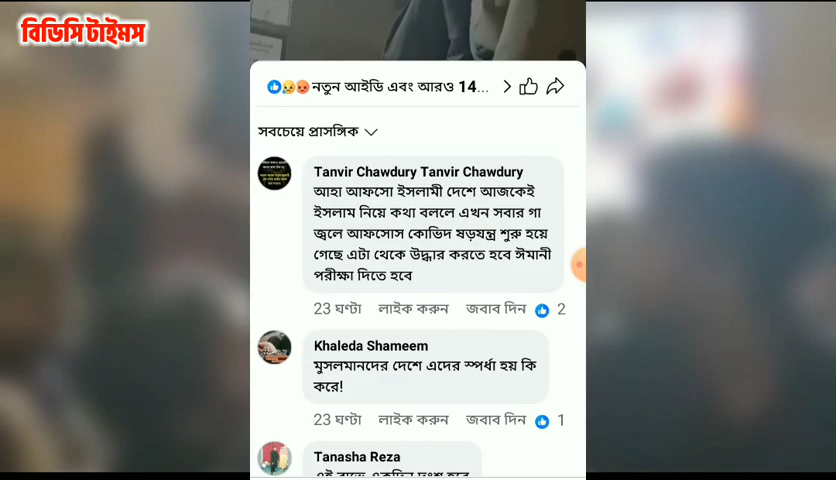 বিডিসি টাইমস
নতুন আইডি এবং আরও 14...
সবচেয়ে প্রাসঙ্গিক
Tanvir Chawdury Tanvir Chawdury
আহা আফসো ইসলামী দেশে আজকেই
ইসলাম নিয়ে কথা বললে এখন সবার গা
জ্বলে আফসোস কোভিদ ষড়যন্ত্র শুরু হয়ে
গেছে এটা থেকে উদ্ধার করতে হবে ঈমানী
পরীক্ষা দিতে হবে
23 ঘণ্টা লাইক করুন জবাব দিন 2
Khaleda Shameem
মুসলমানদের দেশে এদের স্পর্ধা হয় কি
করে!
23 ঘণ্টা লাইক করুন জবাব দিন 1
Tanasha Reza